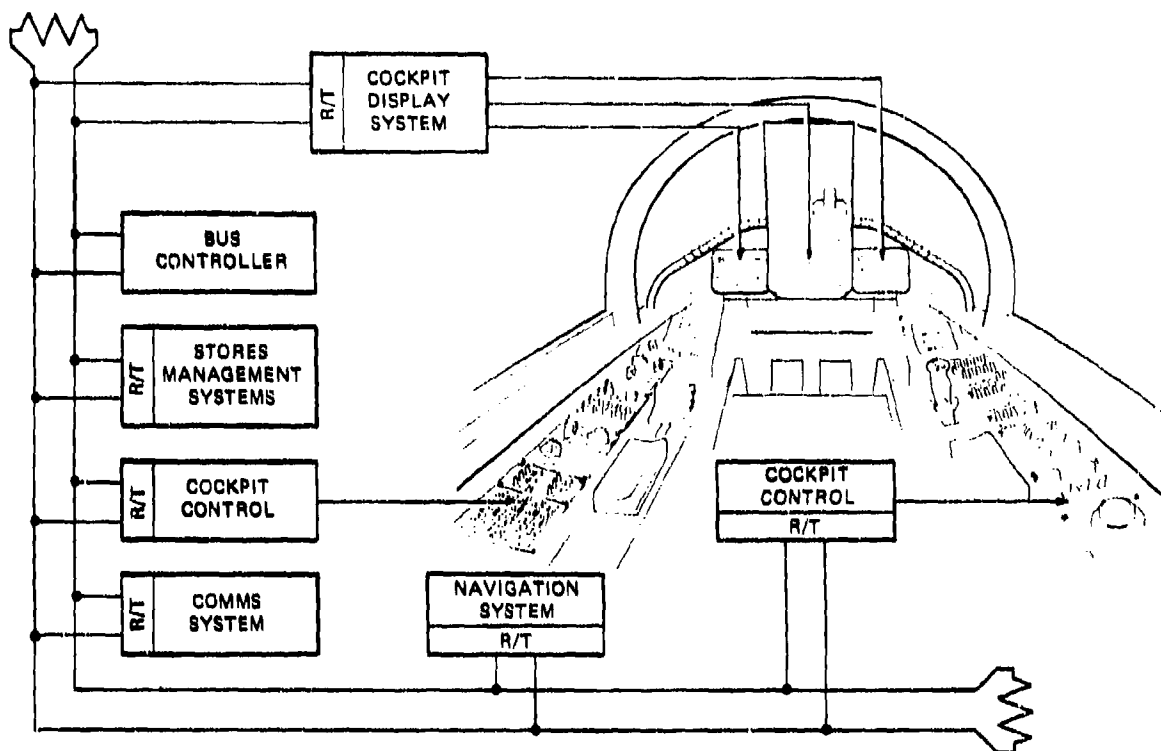 R/T
COCKPIT
DISPLAY
SYSTEM
BUS
CONTROLLER
R/T
STORES
MANAGEMENT
SYSTEMS
R/T
COCKPIT
CONTROL
COCKPIT
CONTROL
R/T
R/T
COMMS
SYSTEM
NAVIGATION
SYSTEM
R/T